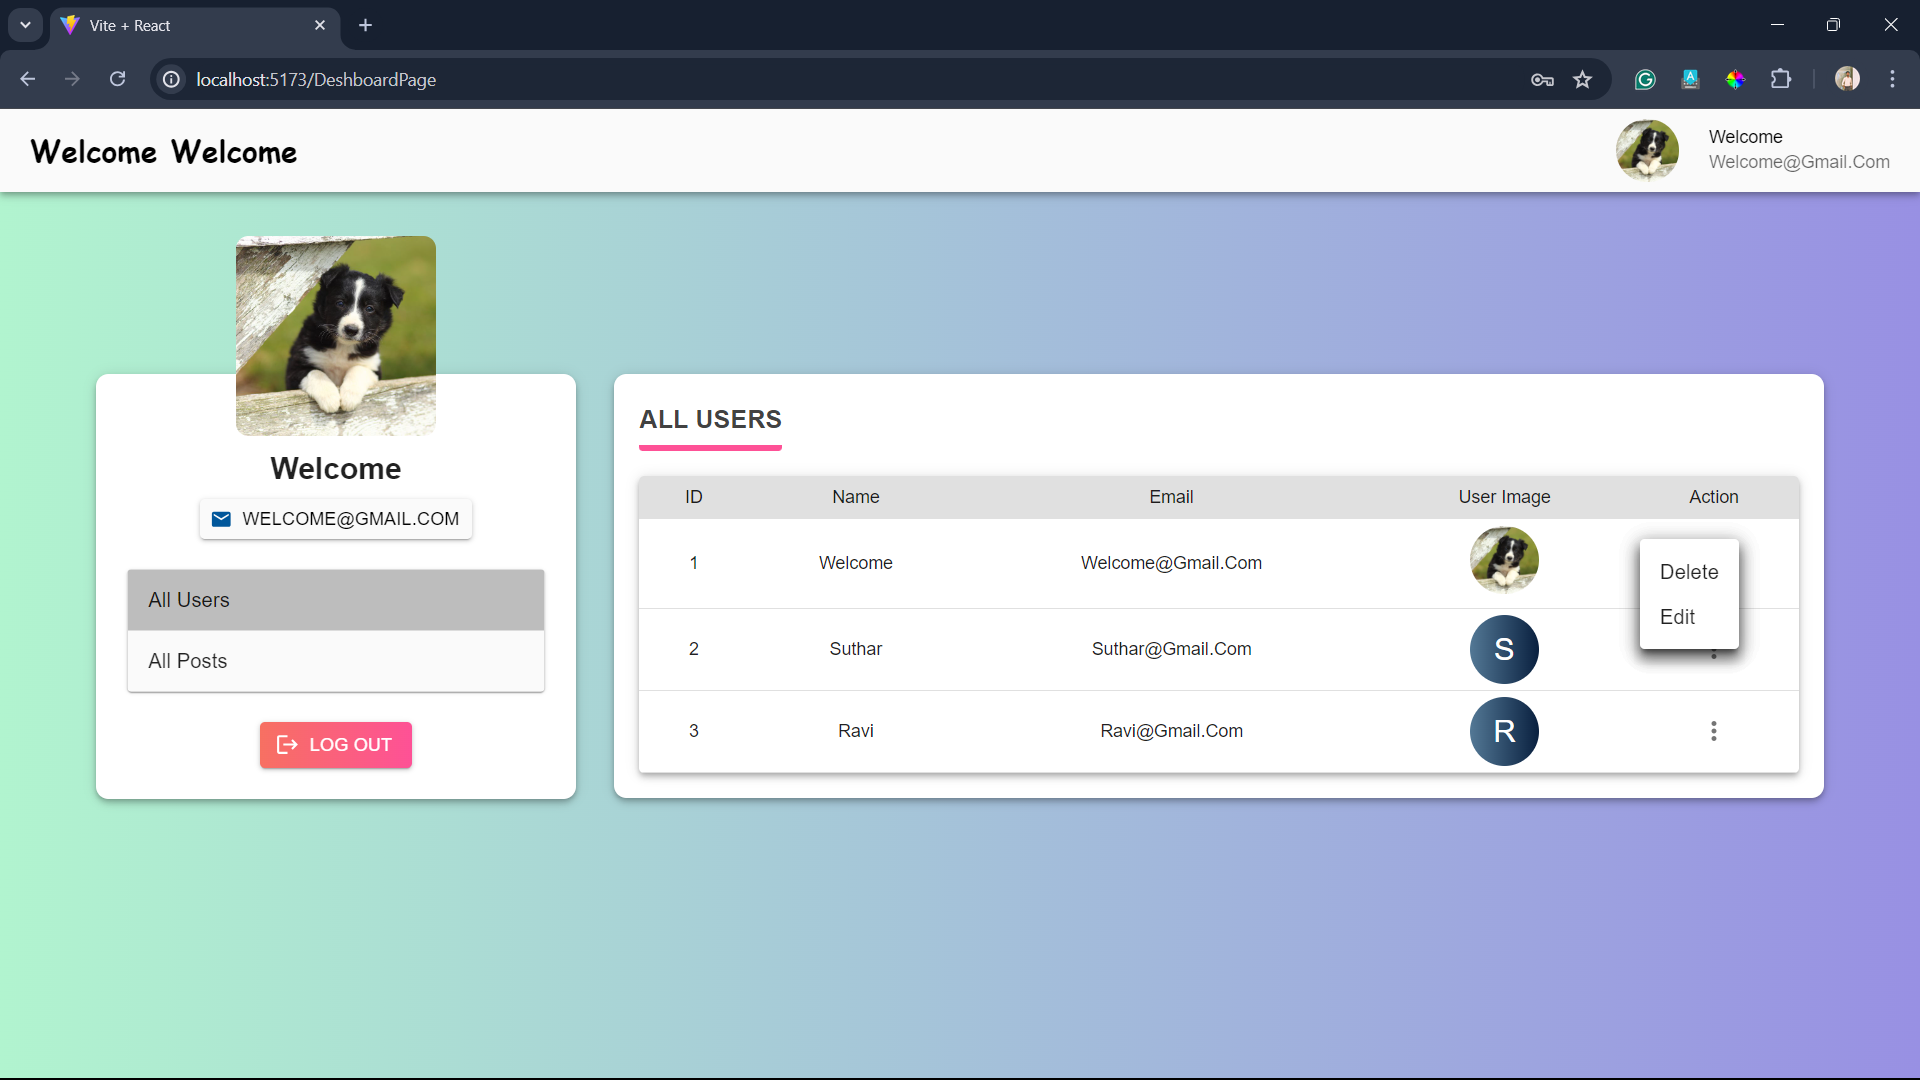 Vite + React
localhost:5173/DeshboardPage
Welcome Welcome
Welcome
Welcome@Gmail.Com
Welcome
WELCOME@GMAIL.COM
All Users
All Posts
LOG OUT
ALL USERS
ID Name Email User Image Action
1 Welcome Welcome@Gmail.Com
Delete
Edit
2 Suthar Suthar@Gmail.Com S
3 Ravi Ravi@Gmail.Com R